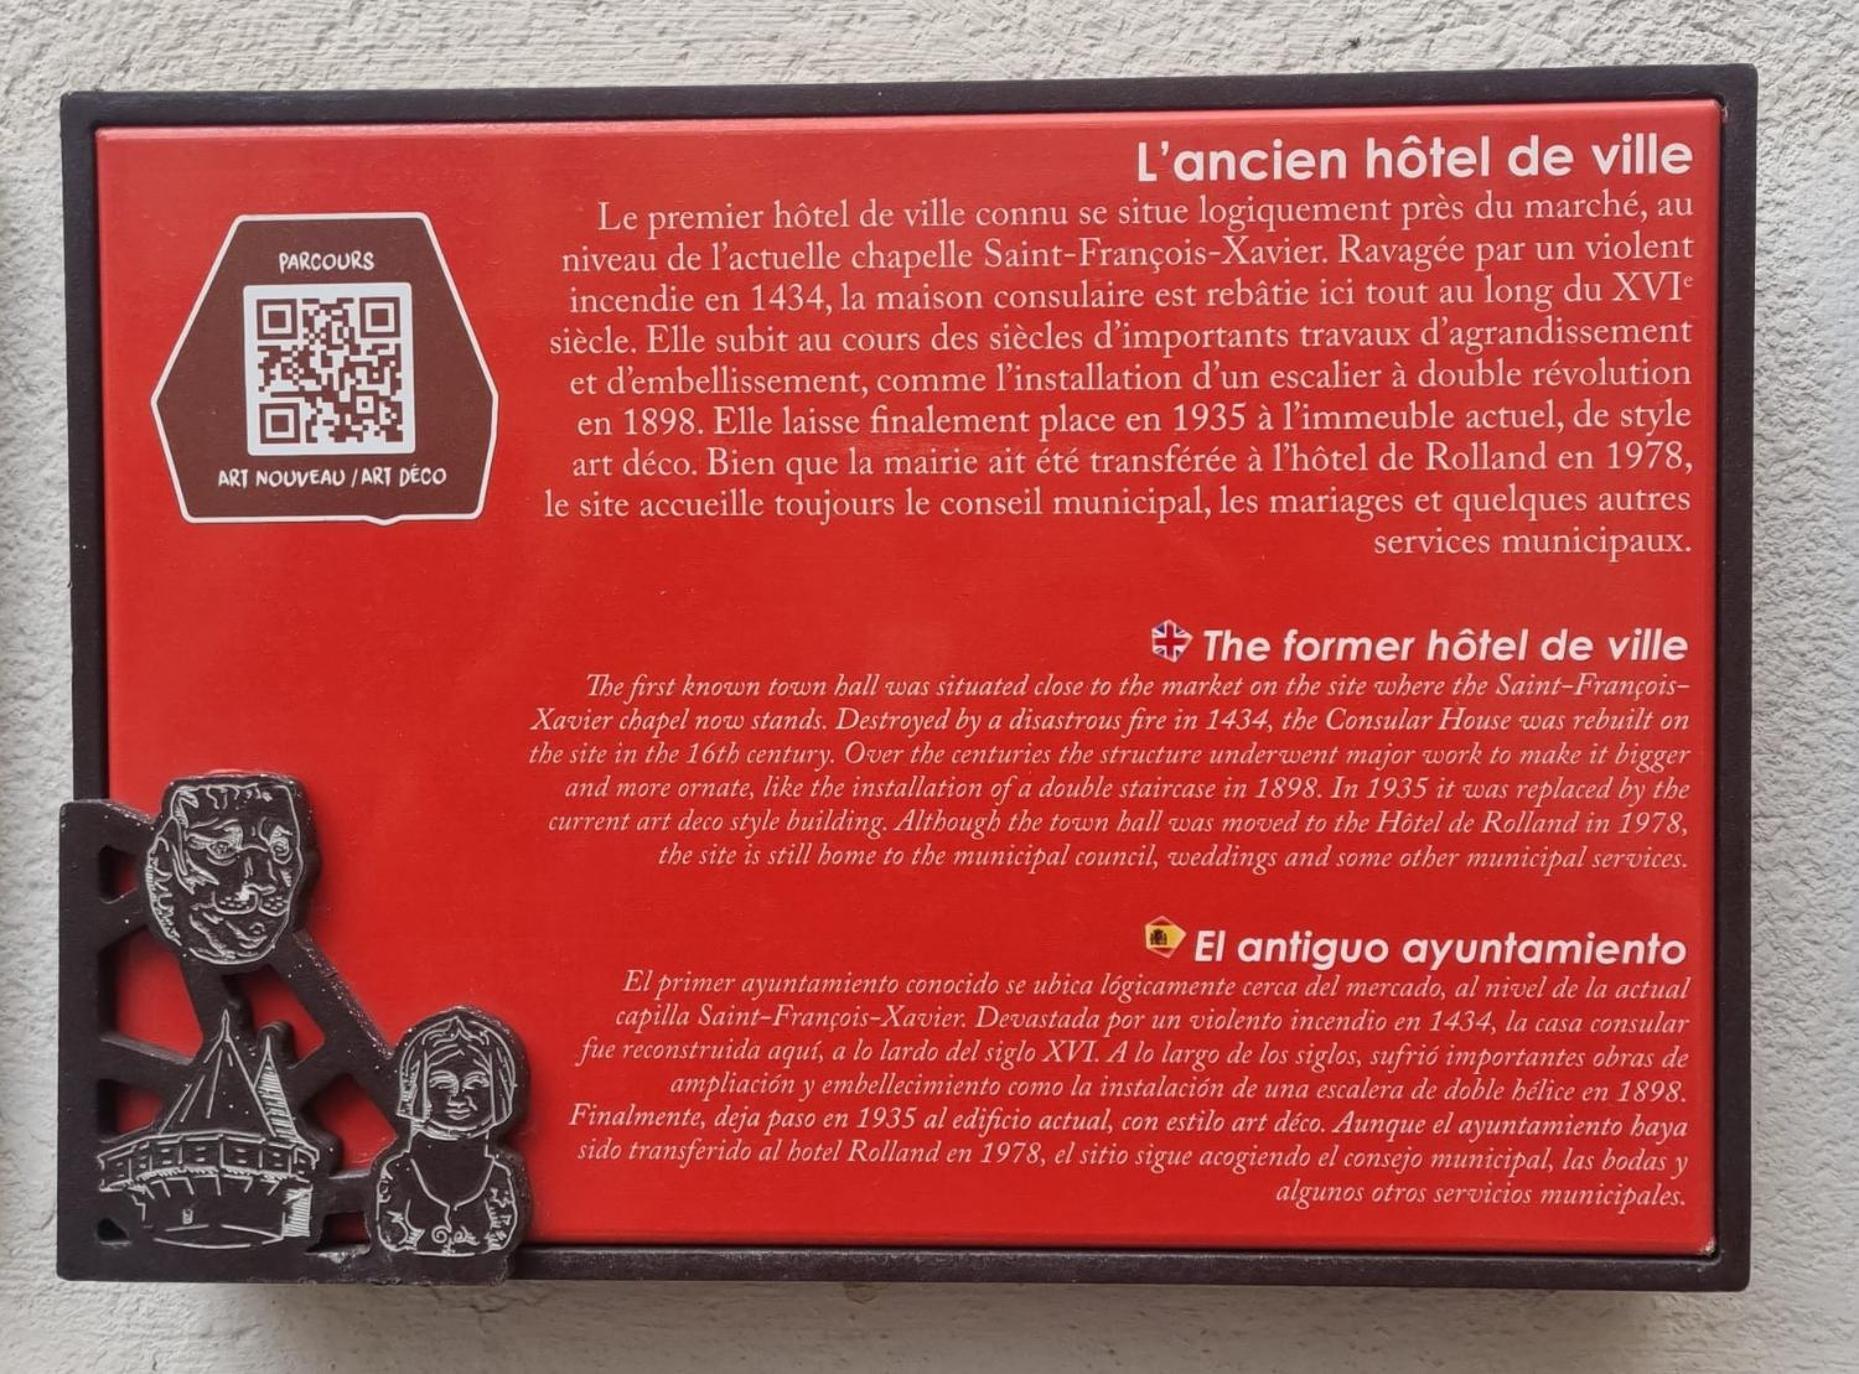 PARCOURS
ART NOUVEAU / ART DÉCO
L'ancien hôtel de ville
Le premier hôtel de ville connu se situe logiquement près du marché, au
niveau de l'actuelle chapelle Saint-François-Xavier. Ravagée par un violent
incendie en 1434, la maison consulaire est rebâtie ici tout au long du XVIe
siècle. Elle subit au cours des siècles d'importants travaux d'agrandissement
et d'embellissement, comme l'installation d'un escalier à double révolution
en 1898. Elle laisse finalement place en 1935 à l'immeuble actuel, de style
art déco. Bien que la mairie ait été transférée à l'hôtel de Rolland en 1978,
le site accueille toujours le conseil municipal, les mariages et quelques autres
services municipaux.
The former hôtel de ville
The first known town hall was situated close to the market on the site where the Saint-François-
Xavier chapel now stands. Destroyed by a disastrous fire in 1434, the Consular House was rebuilt on
the site in the 16th century. Over the centuries the structure underwent major work to make it bigger
and more ornate, like the installation of a double staircase in 1898. In 1935 it was replaced by the
current art deco style building. Although the town hall was moved to the Hôtel de Rolland in 1978,
the site is still home to the municipal council, weddings and some other municipal services.
El antiguo ayuntamiento
El primer ayuntamiento conocido se ubica lógicamente cerca del mercado, al nivel de la actual
capilla Saint-François-Xavier. Devastada por un violento incendio en 1434, la casa consular
fue reconstruida aquí, a lo lardo del siglo XVI. A lo largo de los siglos, sufrió importantes obras de
ampliación y embellecimiento como la instalación de una escalera de doble hélice en 1898.
Finalmente, deja paso en 1935 al edificio actual, con estilo art déco. Aunque el ayuntamiento haya
sido transferido al hotel Rolland en 1978, el sitio sigue acogiendo el consejo municipal, las bodas y
algunos otros servicios municipales.